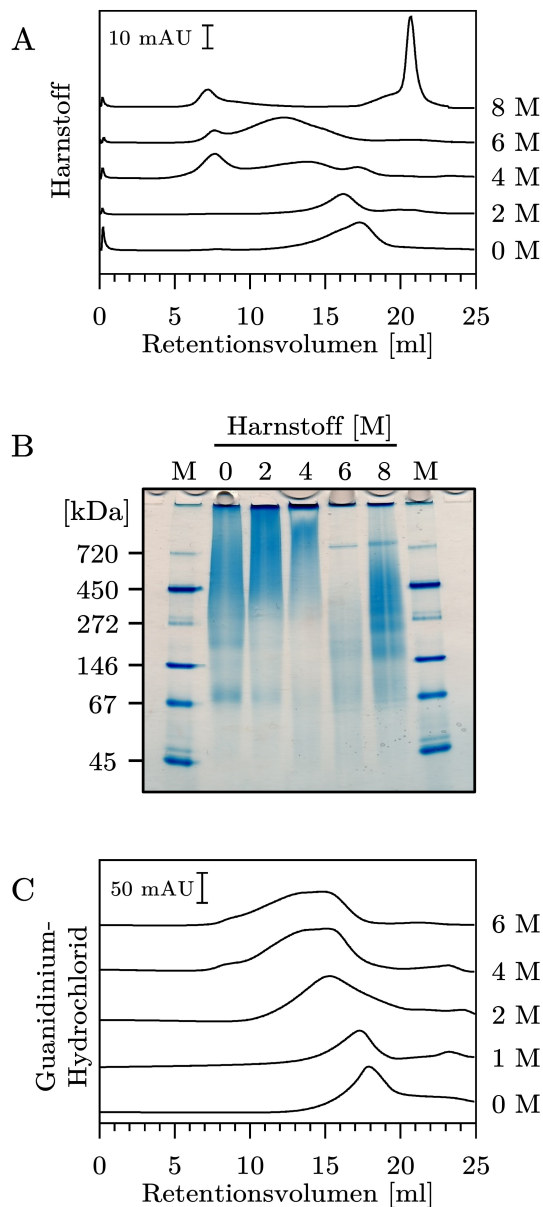 A
10 mAU
Harnstoff
8 M
6 M
4 M
2 M
0 M
0 5 10 15 20 25
Retentionsvolumen [ml]
B
Harnstoff [M]
M 0 2 4 6 8 M
[kDa]
720
450
272
146
67
45
C
50 mAU
Guanidinium-
Hydrochlorid
6 M
4 M
2 M
1 M
0 M
0 5 10 15 20 25
Retentionsvolumen [ml]